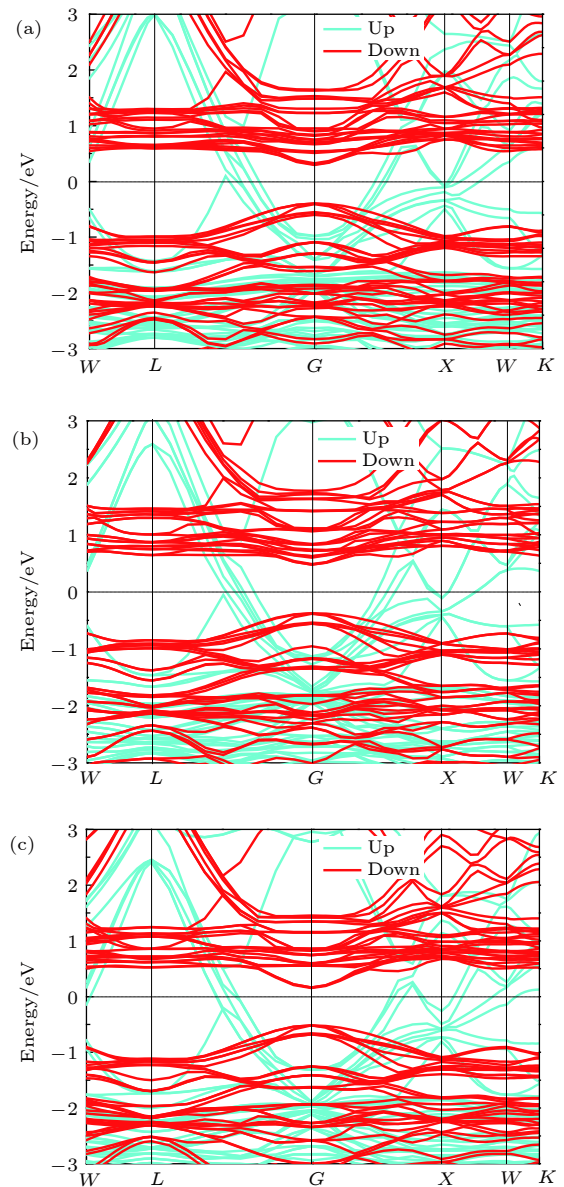 (a)
3
2
1
0
−1
−2
−3
Energy/eV
Up
Down
W L G X W K
(b)
3
2
1
0
−1
−2
−3
Energy/eV
Up
Down
W L G X W K
(c)
3
2
1
0
−1
−2
−3
Energy/eV
Up
Down
W L G X W K